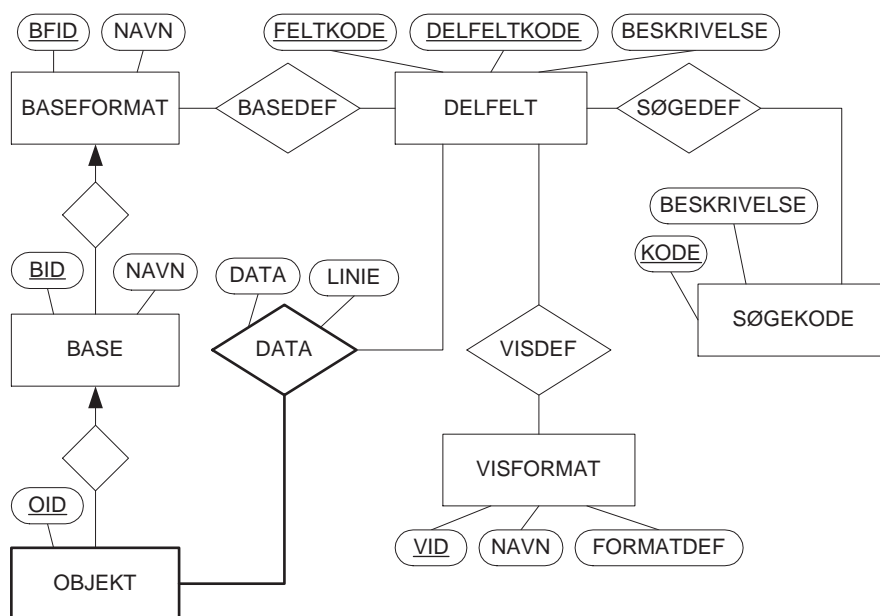 BFID NAVN FELTKODE DELFELTKODE BESKRIVELSE
BASEFORMAT BASEDEF DELFELT SØGEDEF
BESKRIVELSE
KODE
BID NAVN DATA LINIE
SØGEKODE
BASE DATA VISDEF
VISFORMAT
OID
VID NAVN FORMATDEF
OBJEKT